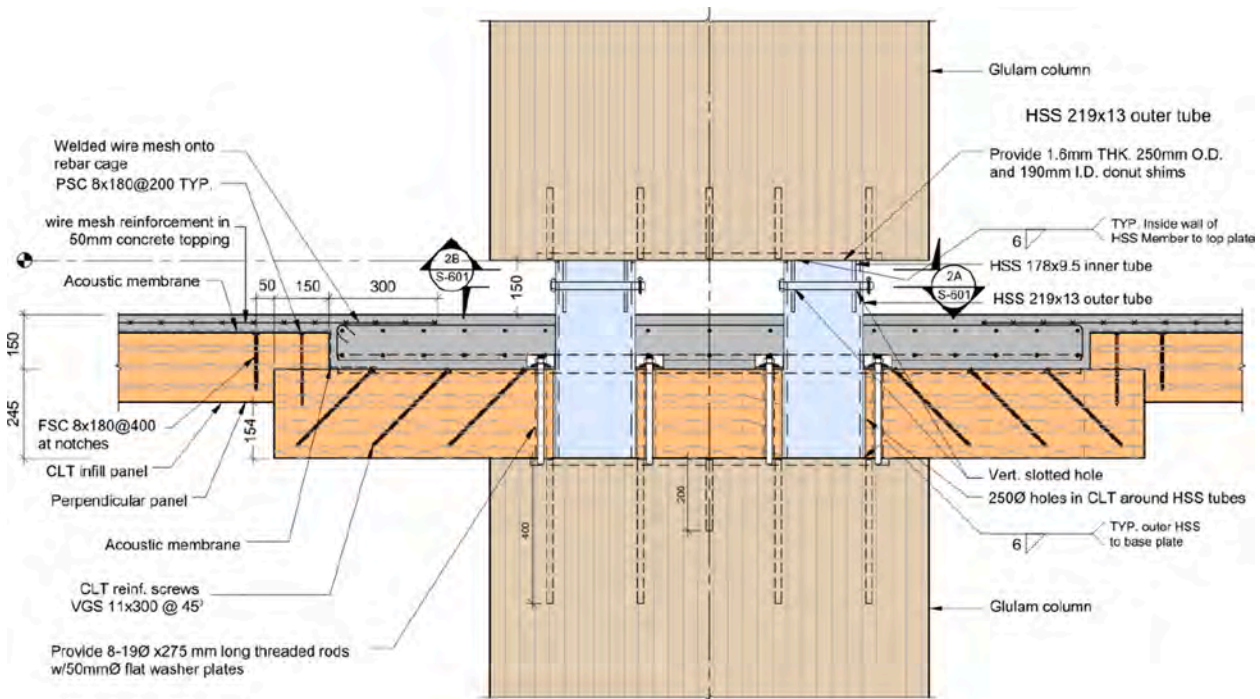 Glulam column
HSS 219x13 outer tube
Welded wire mesh onto
rebar cage
PSC 8x180@200 TYP.
Provide 1.6mm THK. 250mm O.D.
and 190mm I.D. donut shims
wire mesh reinforcement in
50mm concrete topping
TYP. Inside wall of
HSS Member to top plate
6
2B
S-601
2A
S-601
HSS 178x9.5 inner tube
Acoustic membrane
50
150
300
150
HSS 219x13 outer tube
150
245
154
FSC 8x180@400
at notches
CLT infill panel
Perpendicular panel
200
400
Vert. slotted hole
250Ø holes in CLT around HSS tubes
TYP. outer HSS
to base plate
6
Acoustic membrane
CLT reinf. screws
VGS 11x300 @ 45°
Glulam column
Provide 8-19Ø x275 mm long threaded rods
w/50mmØ flat washer plates